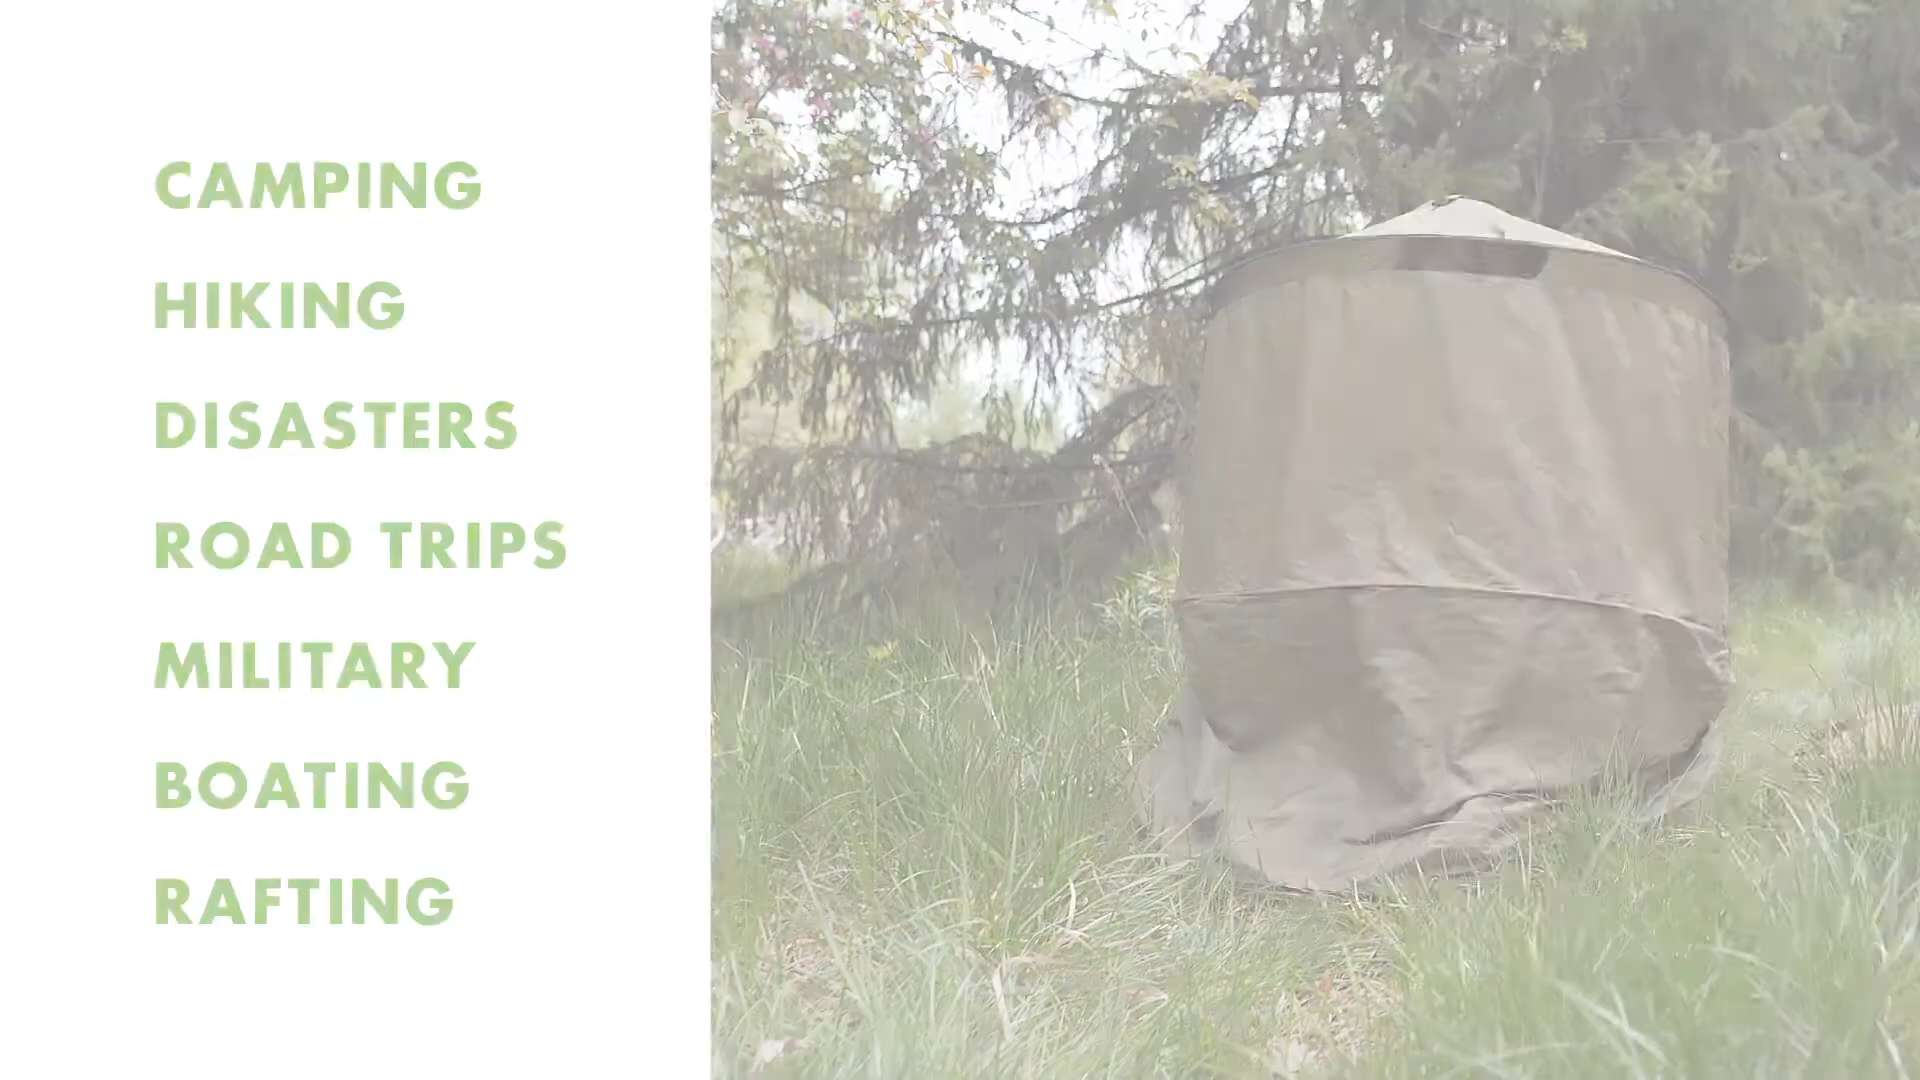 CAMPING
HIKING
DISASTERS
ROAD TRIPS
MILITARY
BOATING
RAFTING